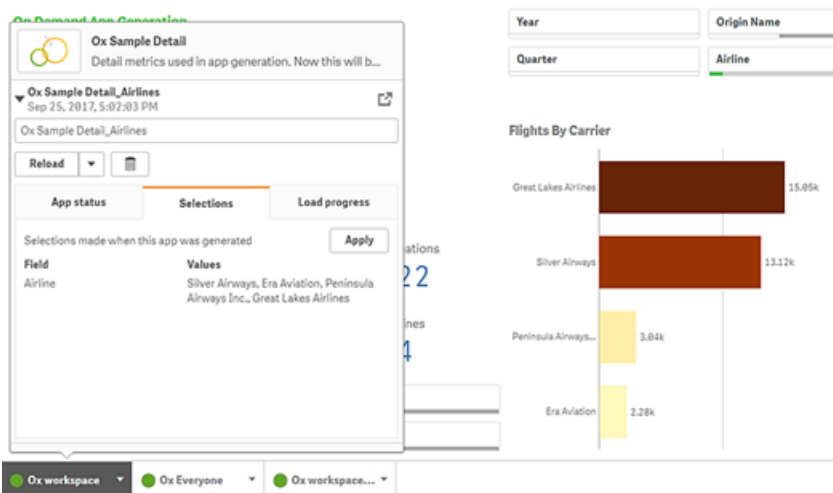 On Demand App Generation
Ox Sample Detail
Detail metrics used in app generation. Now this will b...
Ox Sample Detail_Airlines
Sep 25, 2017, 5:02:03 PM
Ox Sample Detail_Airlines
Reload
App status
Selections
Load progress
Selections made when this app was generated
Apply
Field
Values
Airline
Silver Airways, Era Aviation, Peninsula
Airways Inc., Great Lakes Airlines
ations
22
ines
4
Year
Origin Name
Quarter
Airline
Flights By Carrier
Great Lakes Airlines
15.05k
Silver Airways
13.12k
Peninsula Airways...
3.04k
Era Aviation
2.28k
Ox workspace
Ox Everyone
Ox workspace...